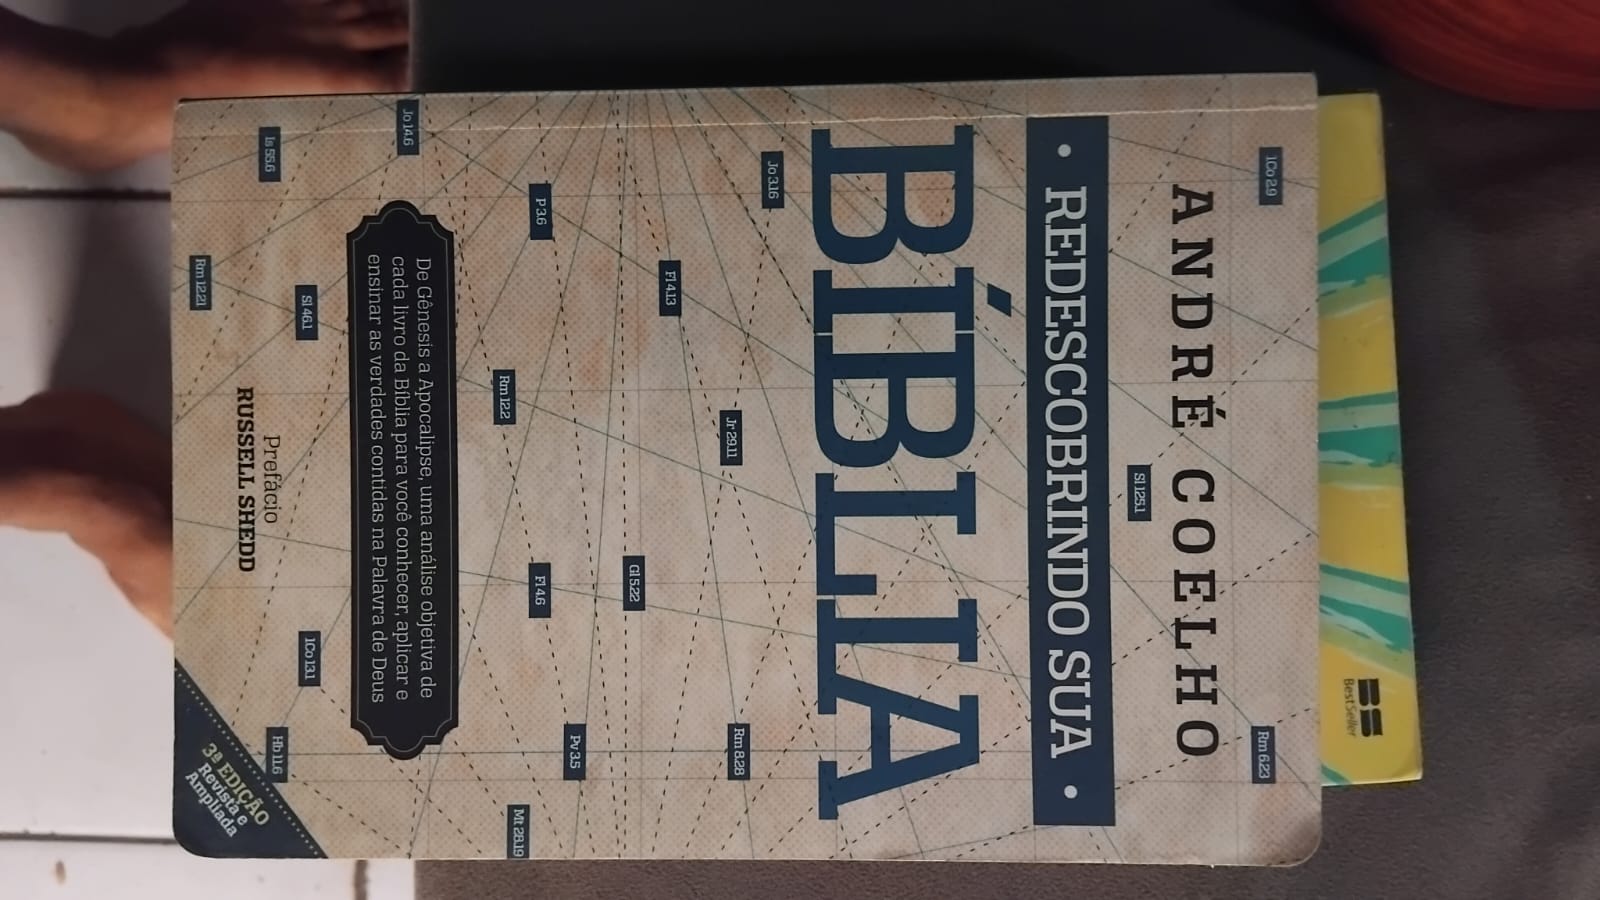 ANDRÉ COELHO
• REDESCOBRINDO SUA •
BÍBLIA
De Gênesis a Apocalipse, uma análise objetiva de
cada livro da Bíblia para você conhecer, aplicar e
ensinar as verdades contidas na Palavra de Deus
Prefácio
RUSSELL SHEDD
3ª EDIÇÃO
Revista e
Ampliada
1Co 2.9
Rm 6.23
Sl 125.1
Jo 3.16
Jr 29.11
Rm 8.28
Fl 4.13
Gl 5.22
P 3.6
Rm 12.2
Fl 4.6
Pv 3.5
Mt 28.19
Jo 14.6
Sl 46.1
1Co 13.1
Is 55.6
Hb 11.6
Rm 12.21
BS
BestSeller